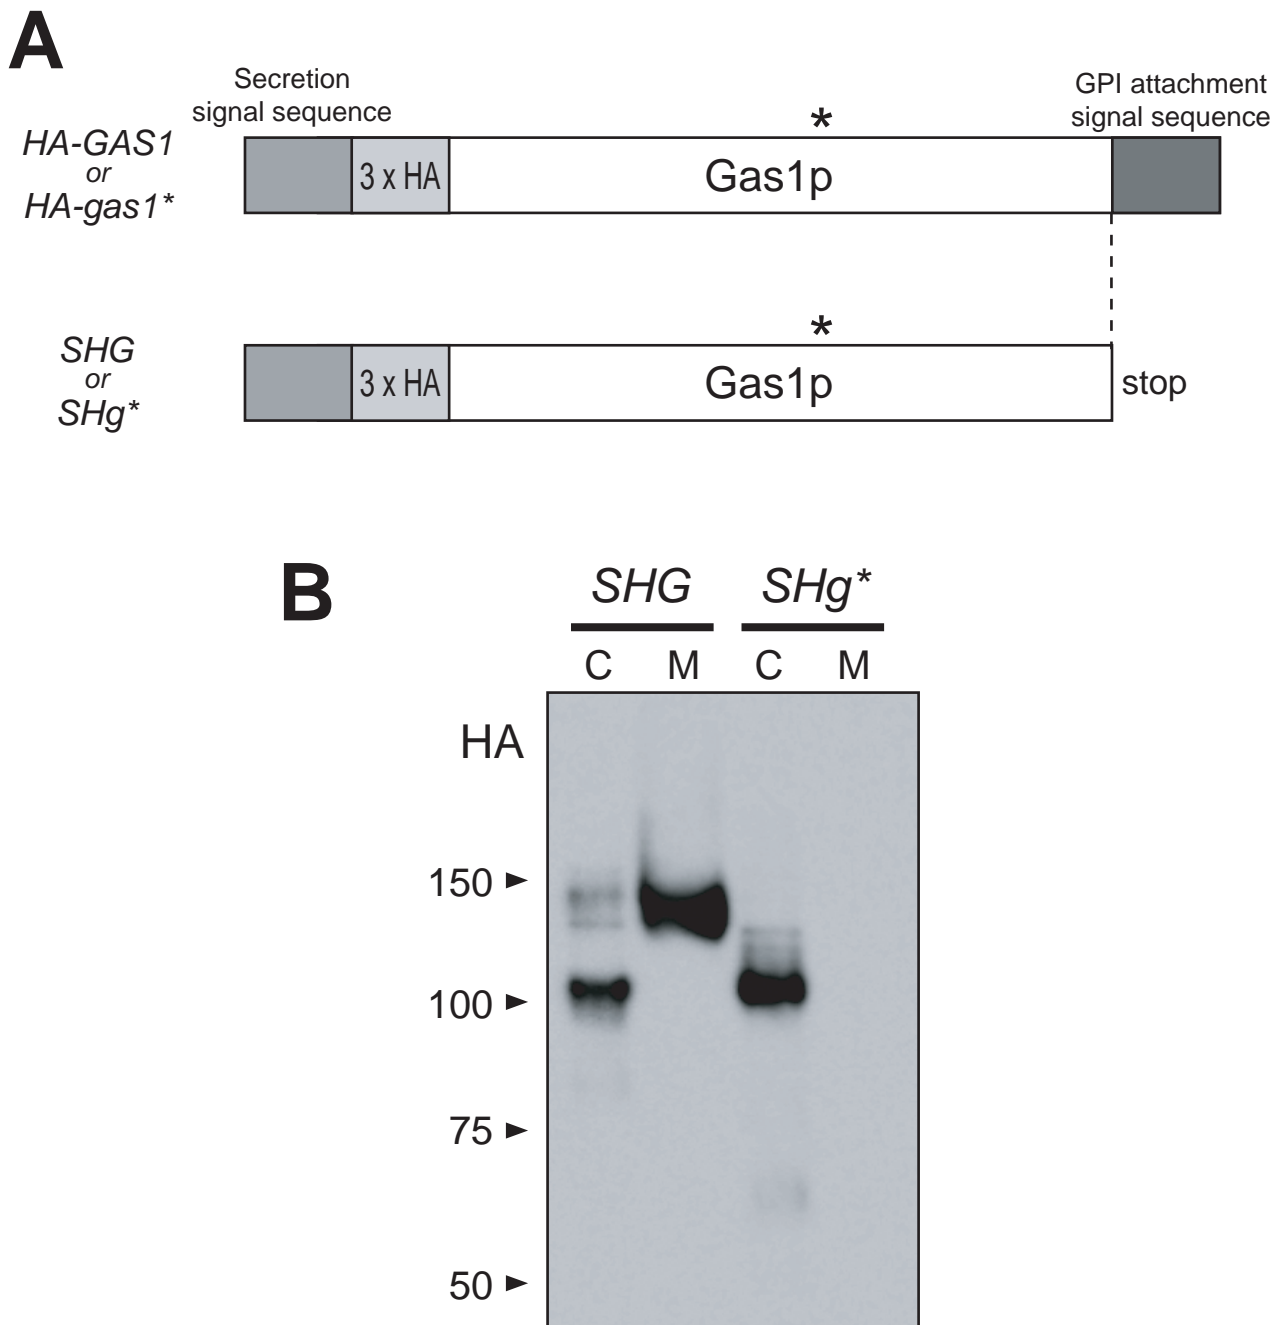 A
Secretion
signal sequence
GPI attachment
signal sequence
HA-GAS1
or
HA-gas1*
3 x HA
*
Gas1p
SHG
or
SHg*
3 x HA
*
Gas1p
stop
B
SHG SHg*
C M C M
HA
150
100
75
50